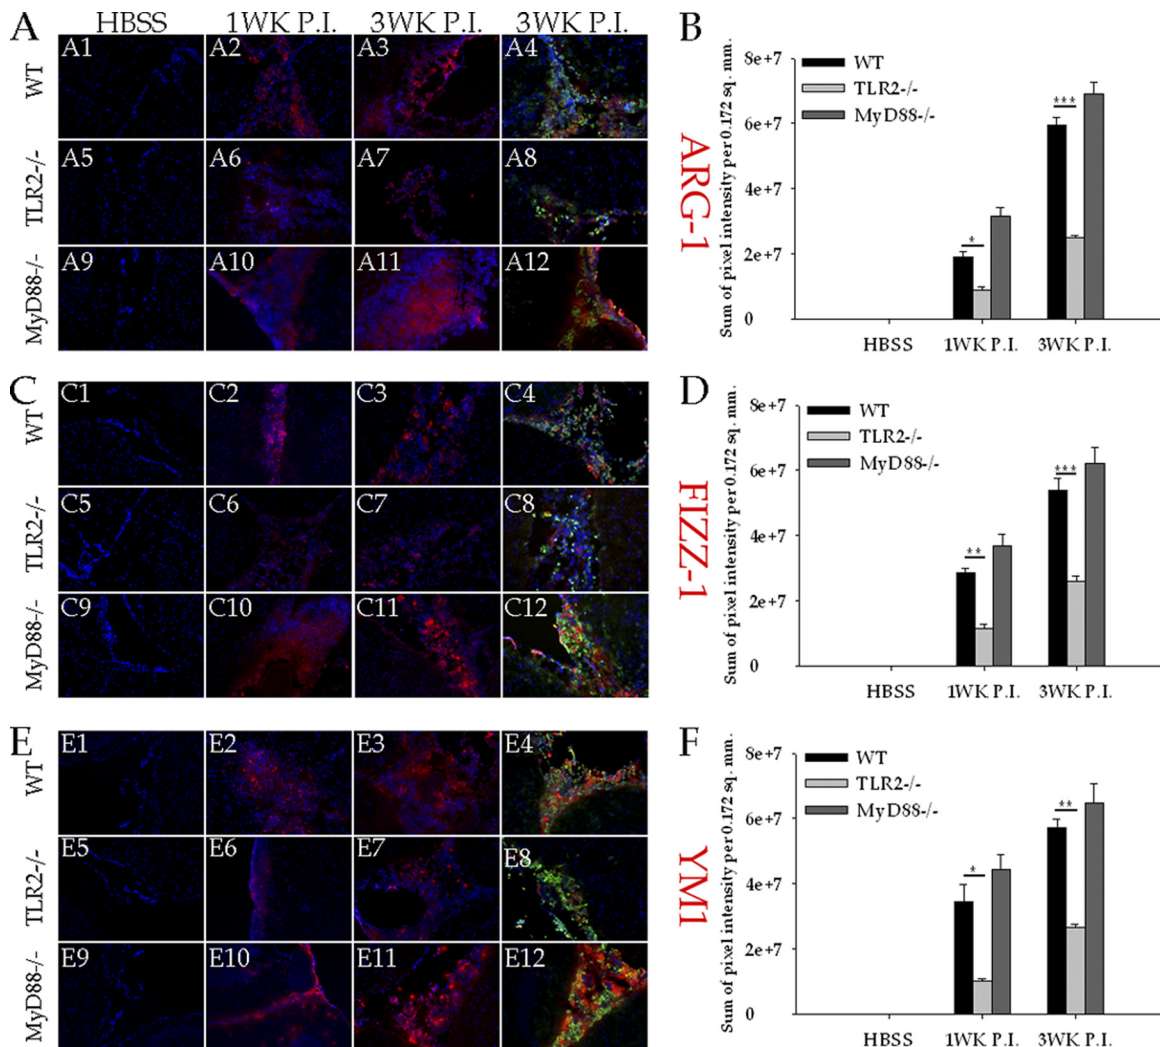 A HBSS 1WK P.I. 3WK P.I. 3WK P.I.
WT A1 A2 A3 A4
TLR2-/- A5 A6 A7 A8
MyD88-/- A9 A10 A11 A12
B
ARG-1
Sum of pixel intensity per 0.172 sq. mm.
8e+7
6e+7
4e+7
2e+7
0
WT
TLR2-/-
MyD88-/-
* ***
HBSS 1WK P.I. 3WK P.I.
C
WT C1 C2 C3 C4
TLR2-/- C5 C6 C7 C8
MyD88-/- C9 C10 C11 C12
D
FIZZ-1
Sum of pixel intensity per 0.172 sq. mm.
8e+7
6e+7
4e+7
2e+7
0
WT
TLR2-/-
MyD88-/-
** ***
HBSS 1WK P.I. 3WK P.I.
E
WT E1 E2 E3 E4
TLR2-/- E5 E6 E7 E8
MyD88-/- E9 E10 E11 E12
F
YM1
Sum of pixel intensity per 0.172 sq. mm.
8e+7
6e+7
4e+7
2e+7
0
WT
TLR2-/-
MyD88-/-
* **
HBSS 1WK P.I. 3WK P.I.